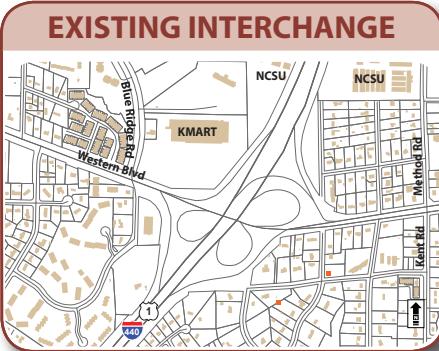 EXISTING INTERCHANGE
NCSU
NCSU
Blue Ridge Rd
KMART
Western Blvd
Method Rd
Kent Rd
1
440